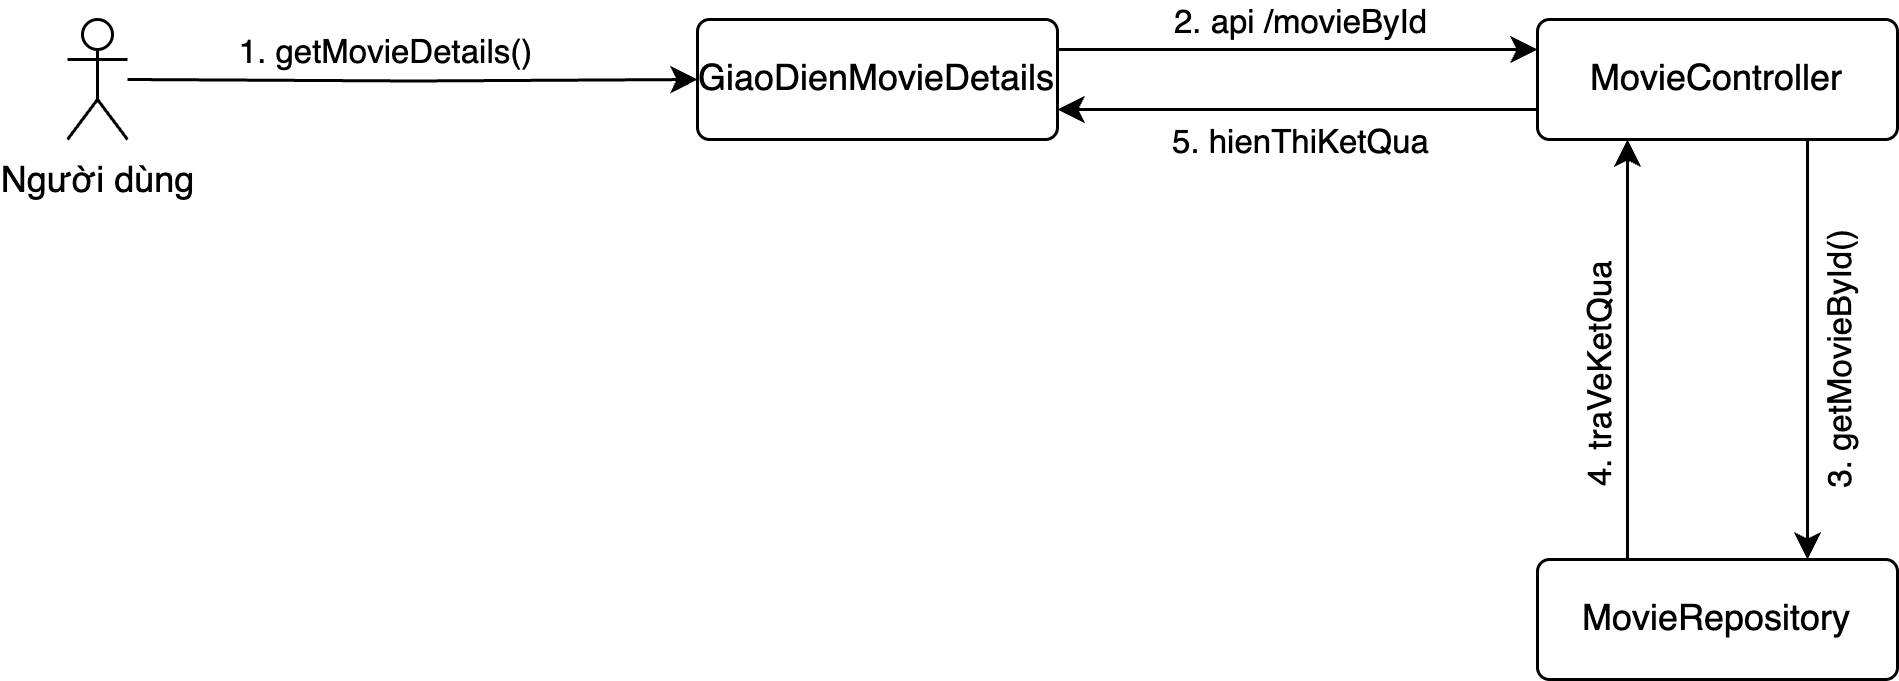 1. getMovieDetails()
Người dùng
GiaoDienMovieDetails
2. api /movieById
5. hienThiKetQua
MovieController
4. traVeKetQua
3. getMovieById()
MovieRepository